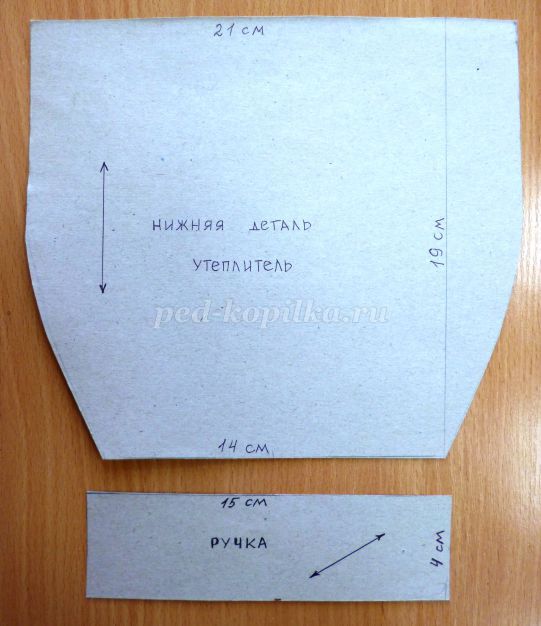 21 см
нижняя деталь
утеплитель
19 см
ped-kopilka.ru
14 см
15 см
ручка
4 см